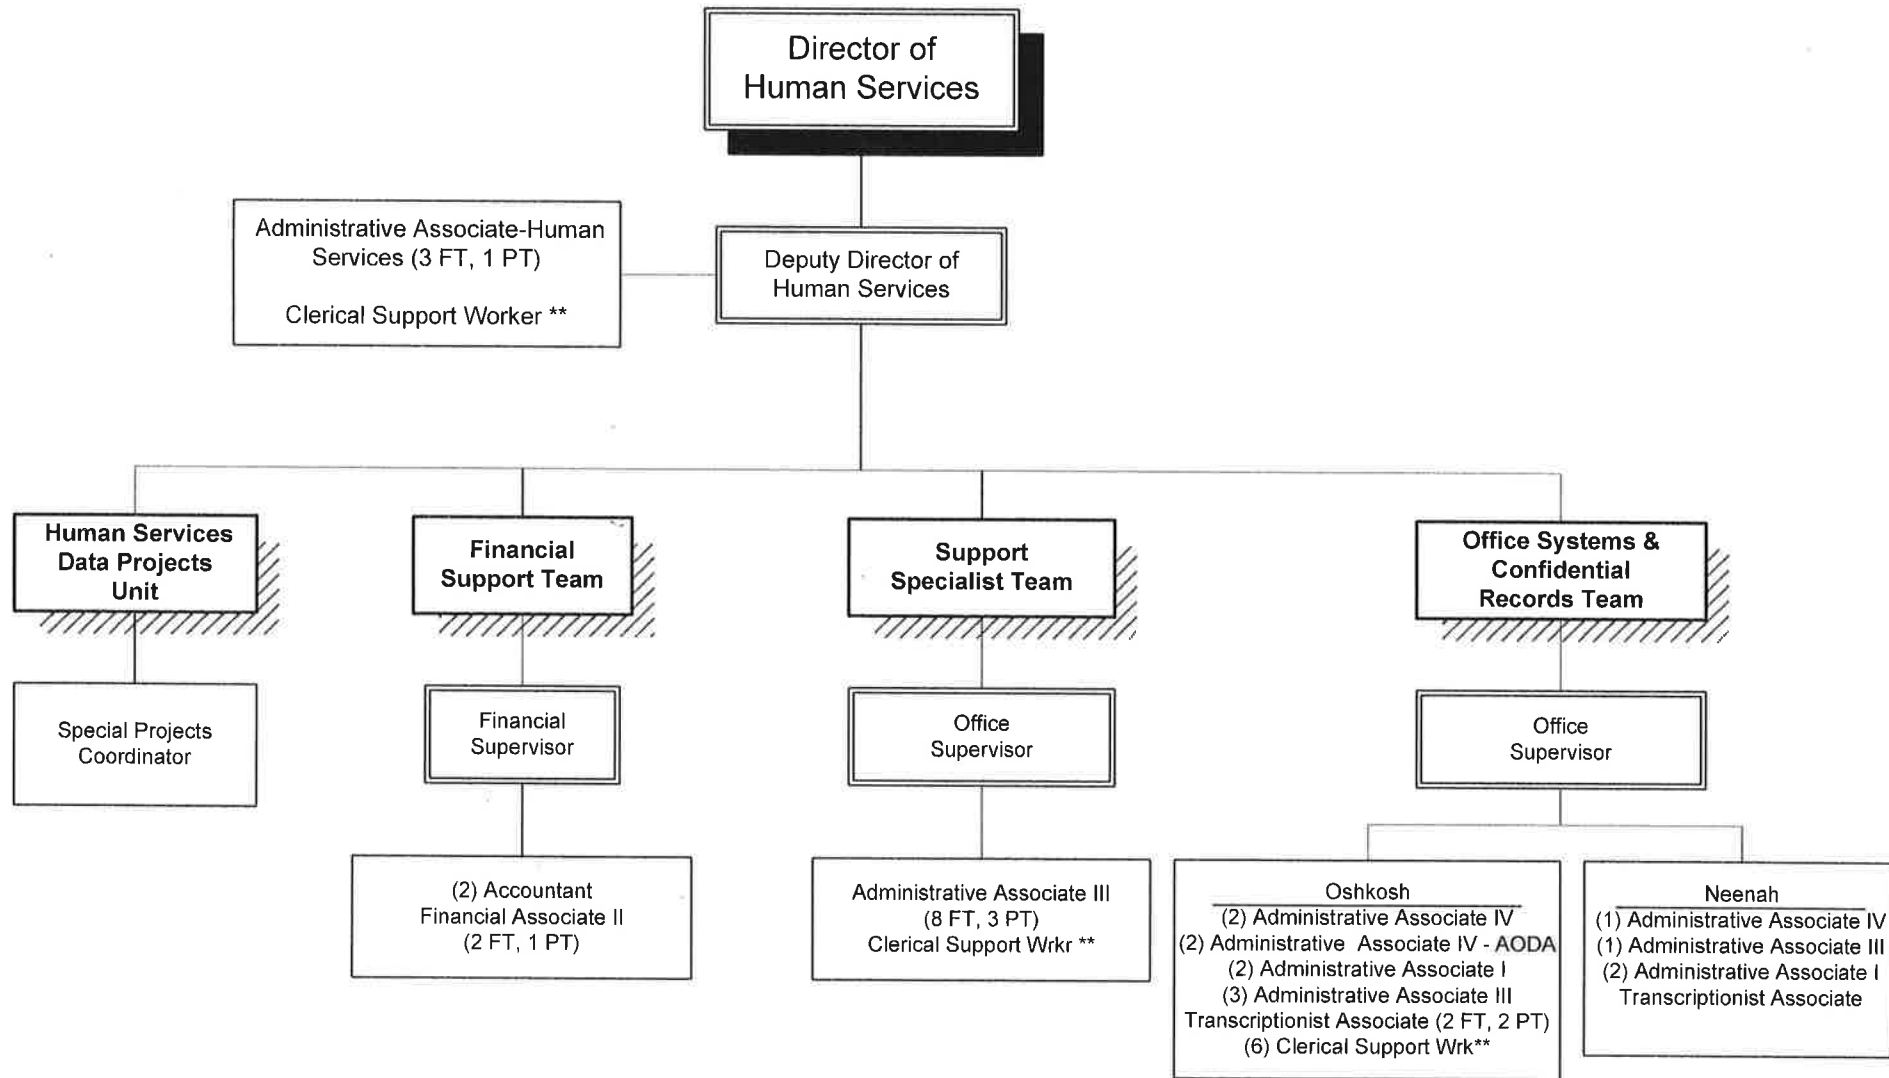 Director of
Human Services
Administrative Associate-Human
Services (3 FT, 1 PT)
Clerical Support Worker **
Deputy Director of
Human Services
Human Services
Data Projects
Unit
Financial
Support Team
Support
Specialist Team
Office Systems &
Confidential
Records Team
Special Projects
Coordinator
Financial
Supervisor
Office
Supervisor
Office
Supervisor
(2) Accountant
Financial Associate II
(2 FT, 1 PT)
Administrative Associate III
(8 FT, 3 PT)
Clerical Support Wrkr **
Oshkosh
(2) Administrative Associate IV
(2) Administrative Associate IV - AODA
(2) Administrative Associate I
(3) Administrative Associate III
Transcriptionist Associate (2 FT, 2 PT)
(6) Clerical Support Wrk**
Neenah
(1) Administrative Associate IV
(1) Administrative Associate III
(2) Administrative Associate I
Transcriptionist Associate